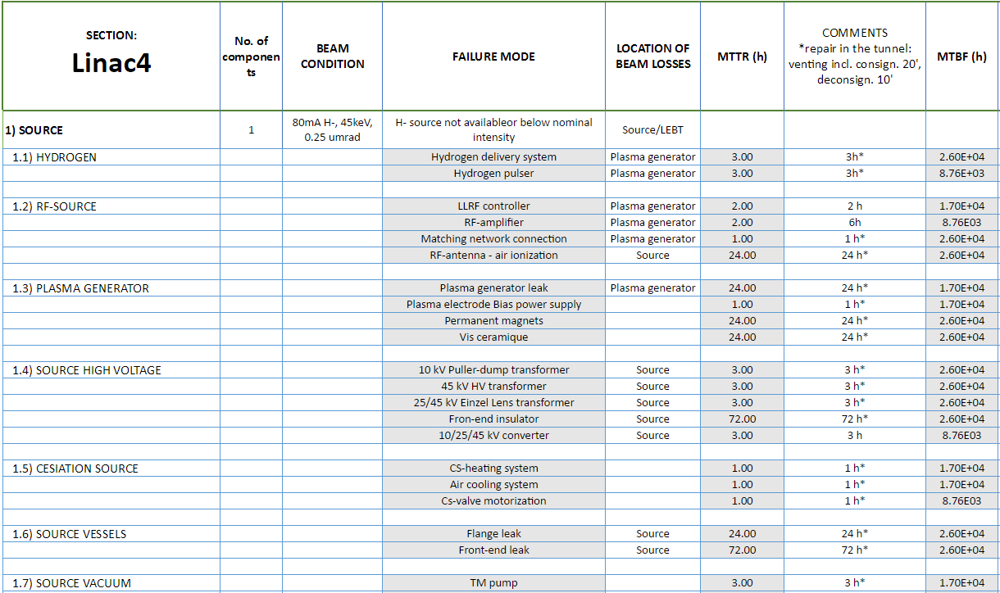 SECTION:
Linac4
No. of
componen
ts
BEAM
CONDITION
FAILURE MODE
LOCATION OF
BEAM LOSSES
MTTR (h)
COMMENTS
*repair in the tunnel:
venting incl. consign. 20',
deconsign. 10'
MTBF (h)
1) SOURCE 1 80mA H-, 45keV,
0.25 umrad H- source not availableor below nominal
intensity Source/LEBT
1.1) HYDROGEN Hydrogen delivery system Plasma generator 3.00 3h* 2.60E+04
Hydrogen pulser Plasma generator 3.00 3h* 8.76E+03
1.2) RF-SOURCE LLRF controller Plasma generator 2.00 2 h 1.70E+04
RF-amplifier Plasma generator 2.00 6h 8.76E03
Matching network connection Plasma generator 1.00 1 h* 2.60E+04
RF-antenna - air ionization Source 24.00 24 h* 2.60E+04
1.3) PLASMA GENERATOR Plasma generator leak Plasma generator 24.00 24 h* 1.70E+04
Plasma electrode Bias power supply 1.00 1 h* 1.70E+04
Permanent magnets 24.00 24 h* 2.60E+04
Vis ceramique 24.00 24 h* 2.60E+04
1.4) SOURCE HIGH VOLTAGE 10 kV Puller-dump transformer Source 3.00 3 h* 2.60E+04
45 kV HV transformer Source 3.00 3 h* 2.60E+04
25/45 kV Einzel Lens transformer Source 3.00 3 h* 2.60E+04
Fron-end insulator Source 72.00 72 h* 2.60E+04
10/25/45 kV converter Source 3.00 3 h 8.76E03
1.5) CESIATION SOURCE CS-heating system 1.00 1 h* 1.70E+04
Air cooling system 1.00 1 h* 1.70E+04
Cs-valve motorization 1.00 1 h* 8.76E03
1.6) SOURCE VESSELS Flange leak Source 24.00 24 h* 2.60E+04
Front-end leak Source 72.00 72 h* 2.60E+04
1.7) SOURCE VACUUM TM pump 3.00 3 h* 1.70E+04